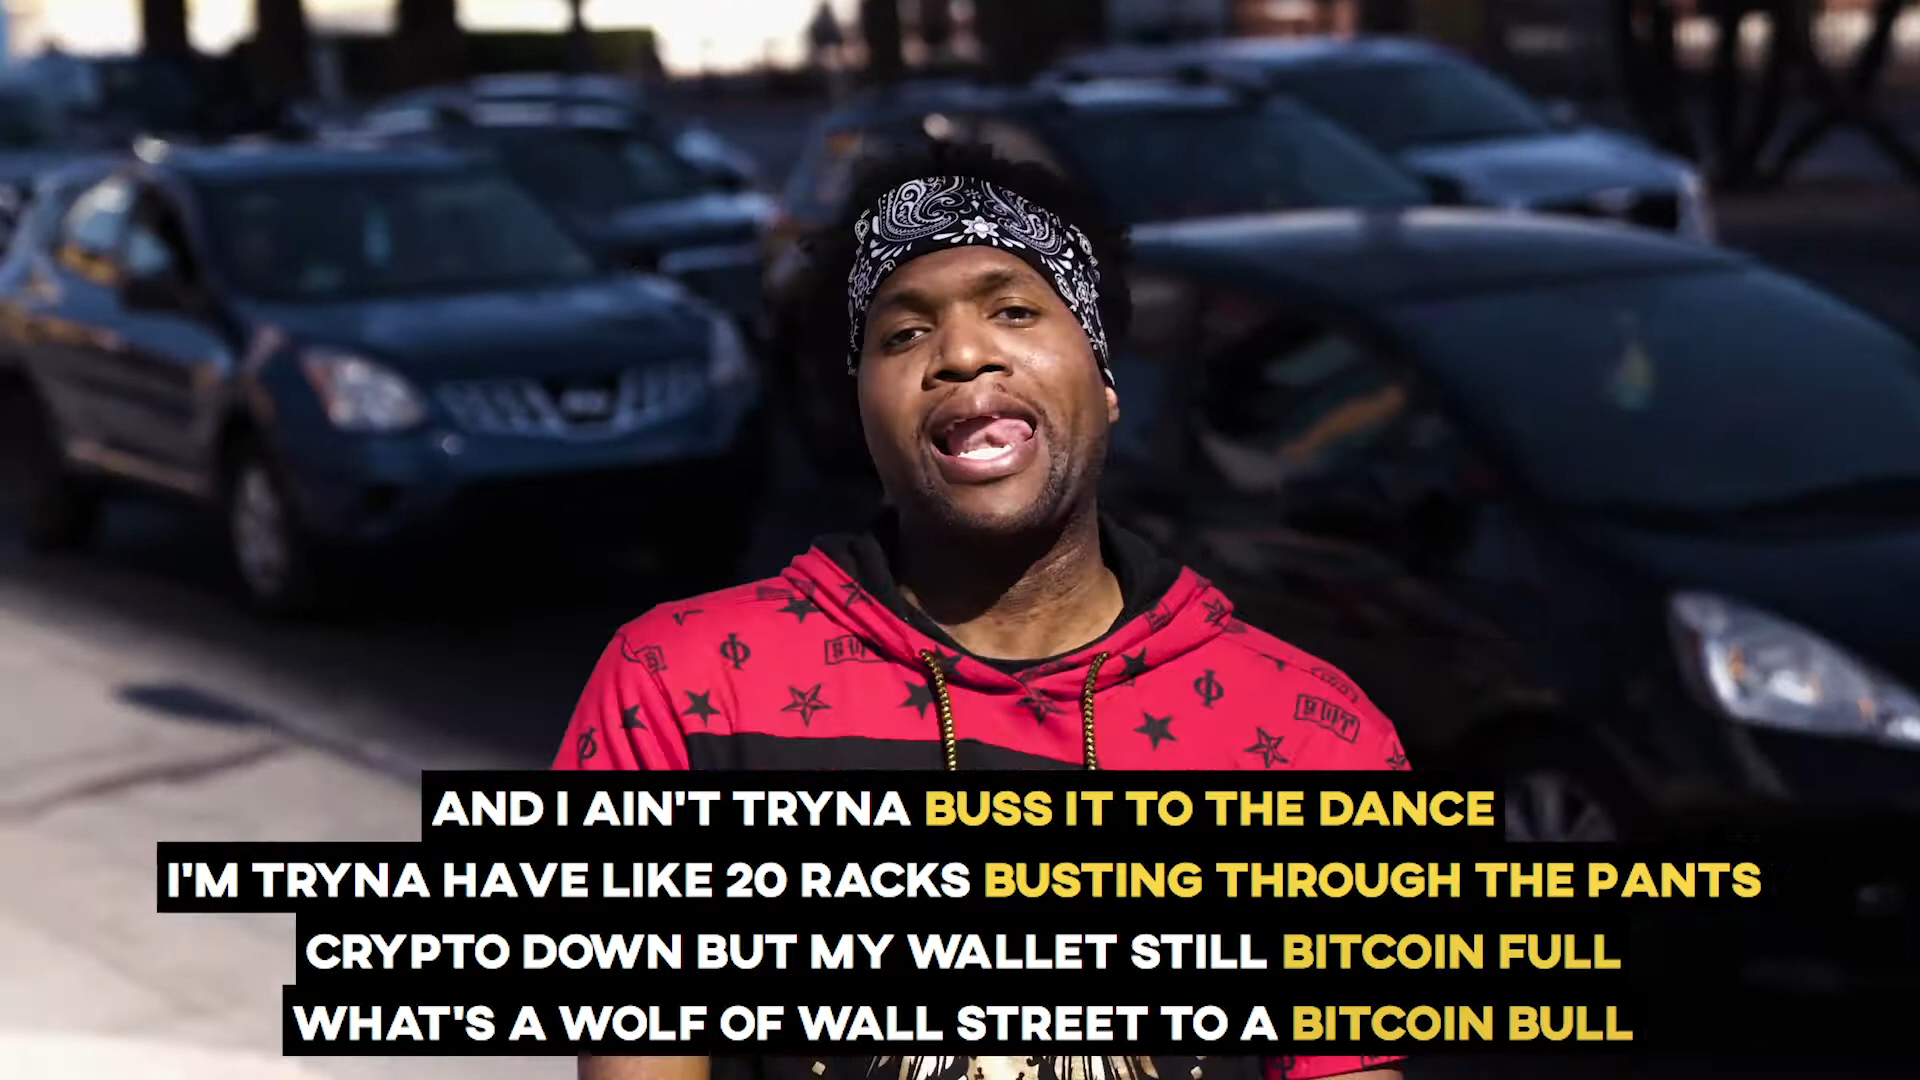 AND I AIN'T TRYNA BUSS IT TO THE DANCE
I'M TRYNA HAVE LIKE 20 RACKS BUSTING THROUGH THE PANTS
CRYPTO DOWN BUT MY WALLET STILL BITCOIN FULL
WHAT'S A WOLF OF WALL STREET TO A BITCOIN BULL